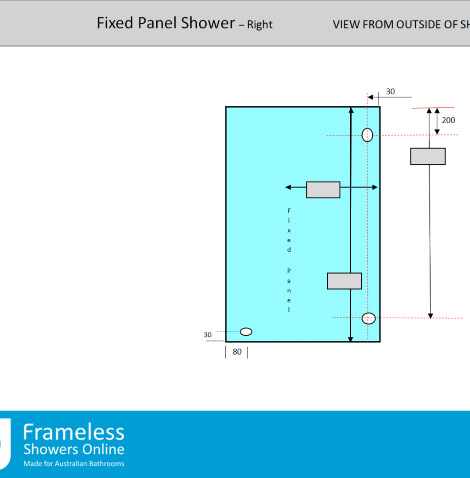 Fixed Panel Shower – Right
VIEW FROM OUTSIDE OF SH
30
200
Fixed Panel
30
80
Frameless
Showers Online
Made for Australian Bathrooms